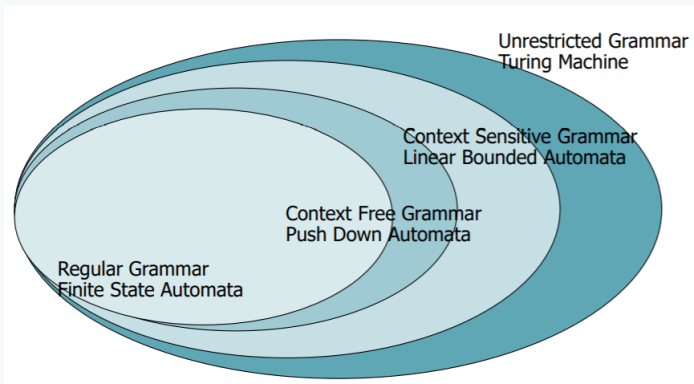 Unrestricted Grammar
Turing Machine
Context Sensitive Grammar
Linear Bounded Automata
Context Free Grammar
Push Down Automata
Regular Grammar
Finite State Automata